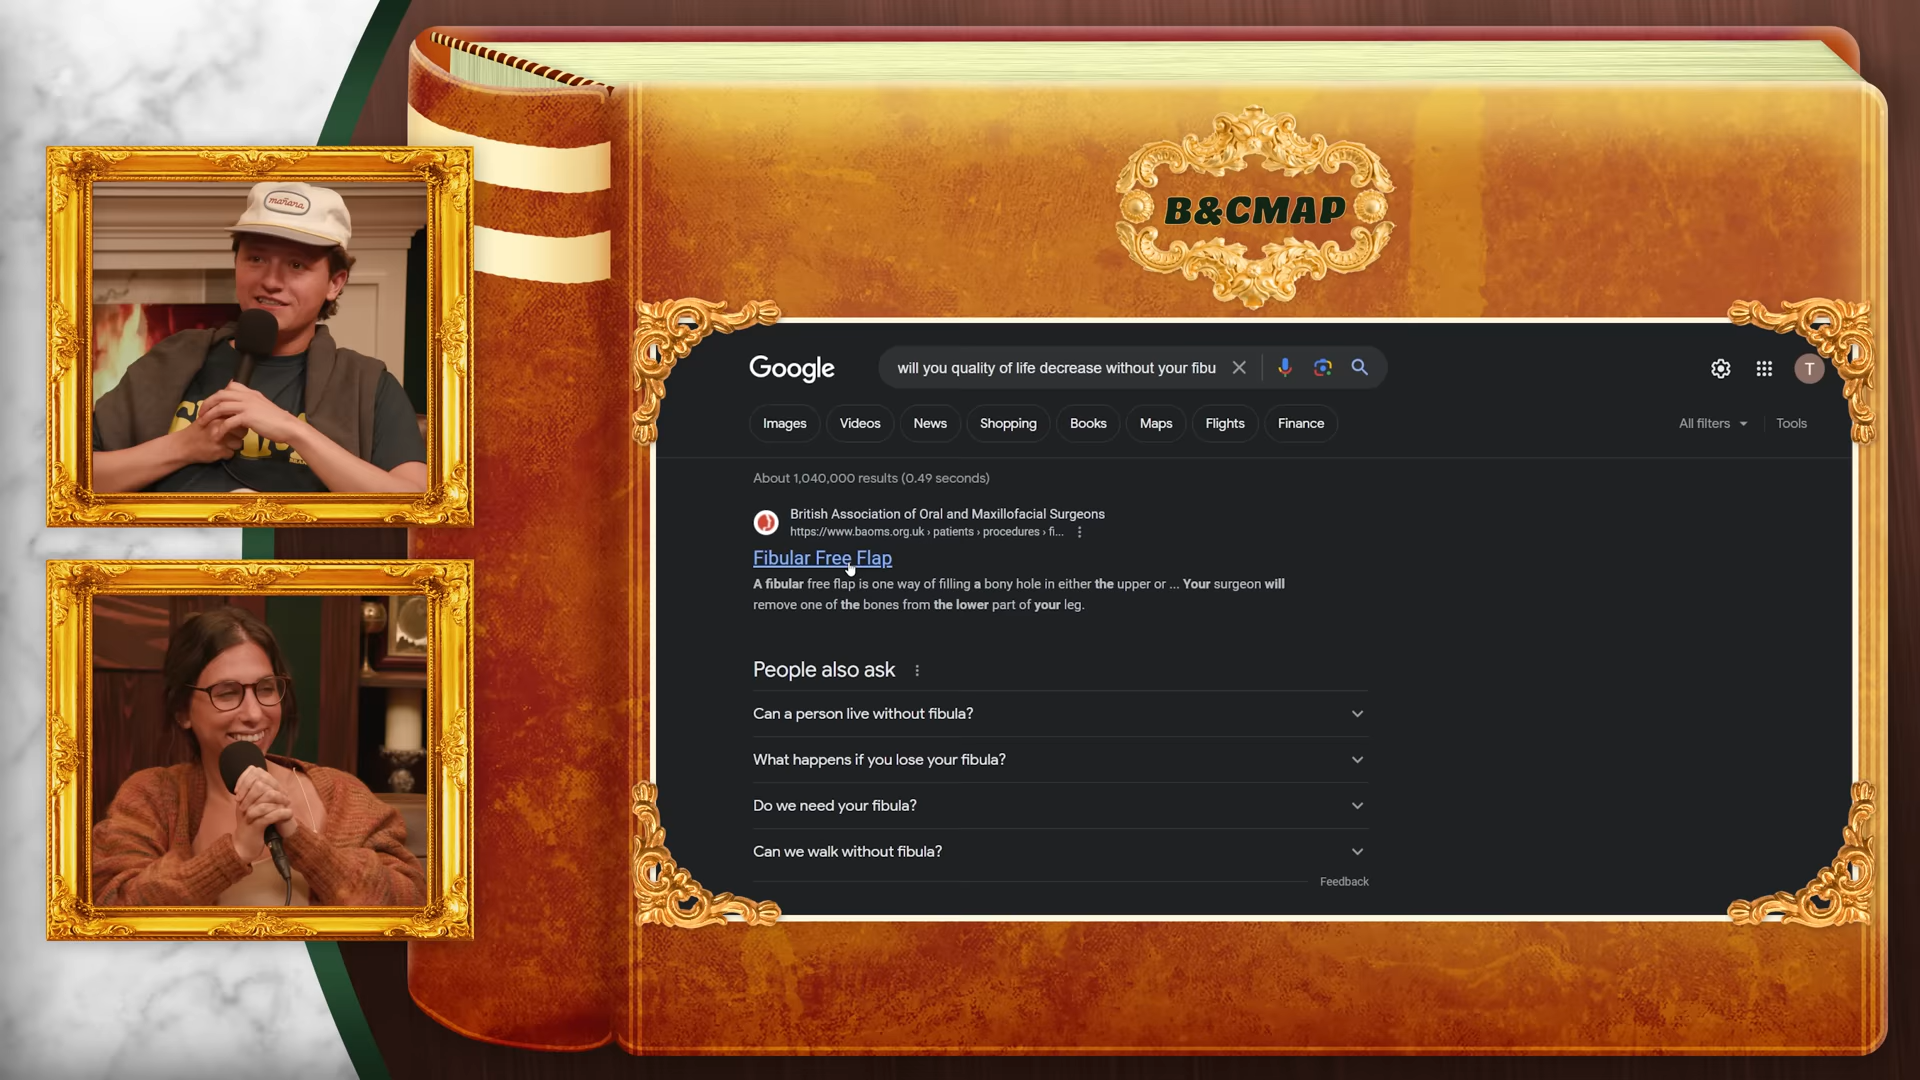 mañana
B&CMAP
Google
will you quality of life decrease without your fibu
Images
Videos
News
Shopping
Books
Maps
Flights
Finance
All filters
Tools
T
About 1,040,000 results (0.49 seconds)
British Association of Oral and Maxillofacial Surgeons
https://www.baoms.org.uk › patients › procedures › fi...
Fibular Free Flap
A fibular free flap is one way of filling a bony hole in either the upper or ... Your surgeon will
remove one of the bones from the lower part of your leg.
People also ask
Can a person live without fibula?
What happens if you lose your fibula?
Do we need your fibula?
Can we walk without fibula?
Feedback